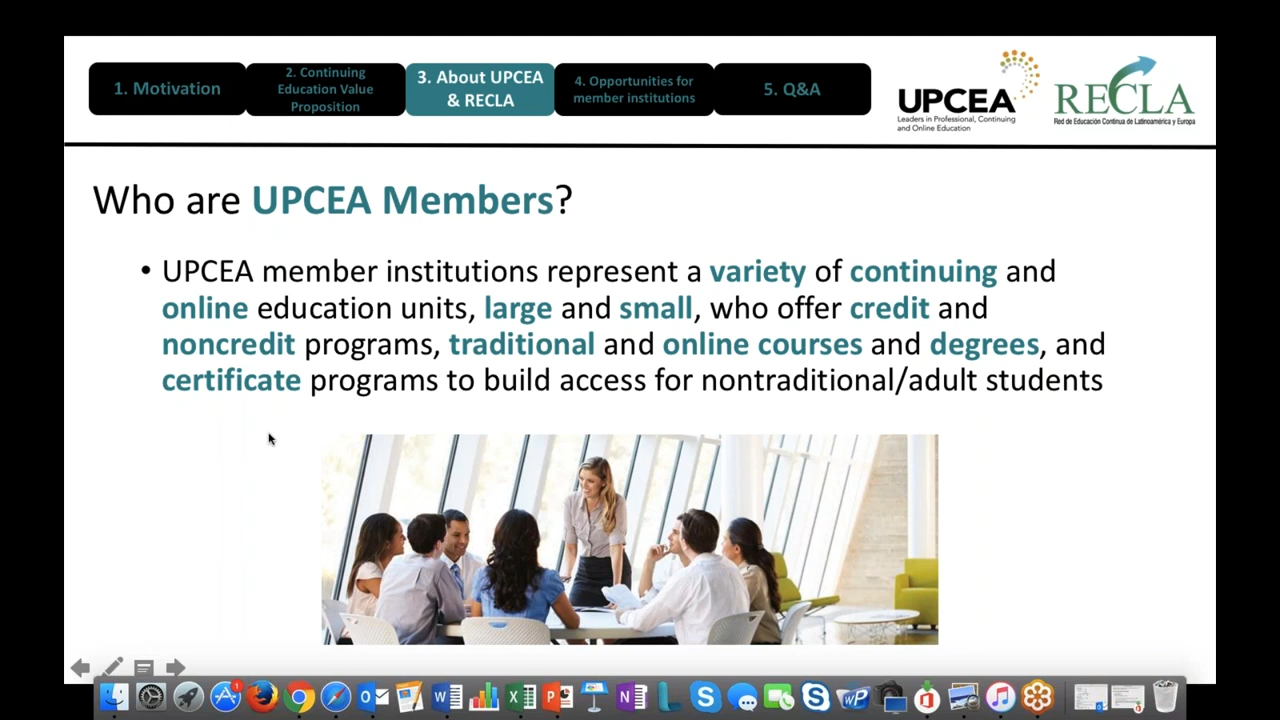 1. Motivation
2. Continuing
Education Value
Proposition
3. About UPCEA
& RECLA
4. Opportunities for
member institutions
5. Q&A
UPCEA
Leaders in Professional, Continuing
and Online Education
RECLA
Red de Educación Continua de Latinoamérica y Europa
Who are UPCEA Members?
• UPCEA member institutions represent a variety of continuing and
online education units, large and small, who offer credit and
noncredit programs, traditional and online courses and degrees, and
certificate programs to build access for nontraditional/adult students